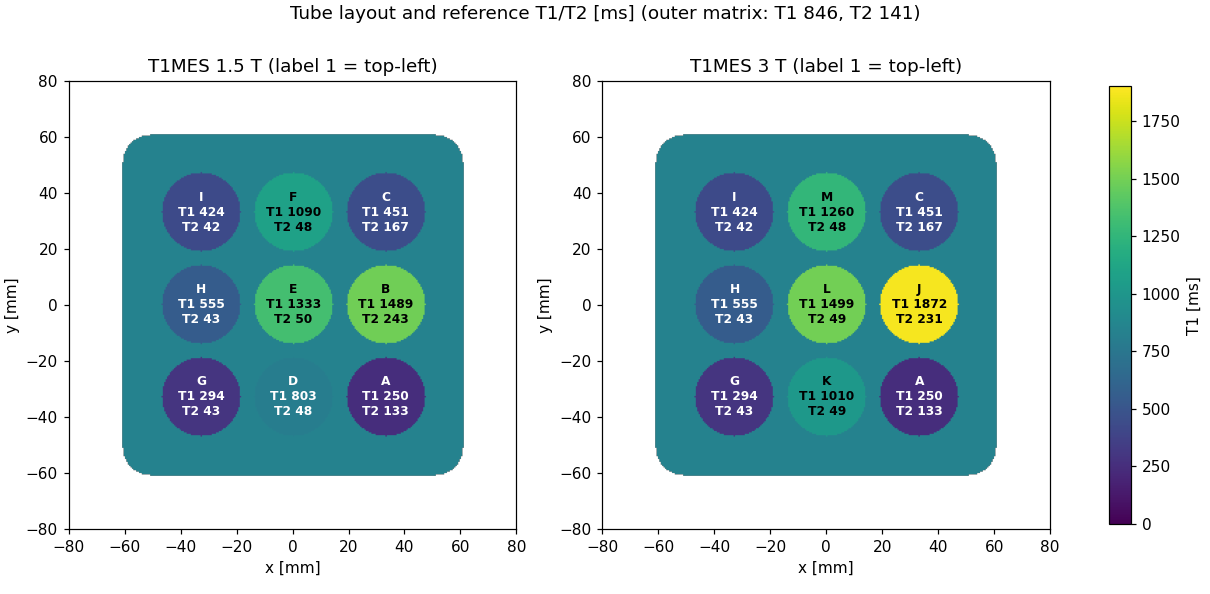 Tube layout and reference T1/T2 [ms] (outer matrix: T1 846, T2 141)
T1MES 1.5 T (label 1 = top-left)
80
60
40
20
0
−20
−40
−60
−80
y [mm]
I
T1 424
T2 42
F
T1 1090
T2 48
C
T1 451
T2 167
H
T1 555
T2 43
E
T1 1333
T2 50
B
T1 1489
T2 243
G
T1 294
T2 43
D
T1 803
T2 48
A
T1 250
T2 133
−80 −60 −40 −20 0 20 40 60 80
x [mm]
T1MES 3 T (label 1 = top-left)
80
60
40
20
0
−20
−40
−60
−80
y [mm]
I
T1 424
T2 42
M
T1 1260
T2 48
C
T1 451
T2 167
H
T1 555
T2 43
L
T1 1499
T2 49
J
T1 1872
T2 231
G
T1 294
T2 43
K
T1 1010
T2 49
A
T1 250
T2 133
−80 −60 −40 −20 0 20 40 60 80
x [mm]
1750
1500
1250
1000
750
500
250
0
T1 [ms]